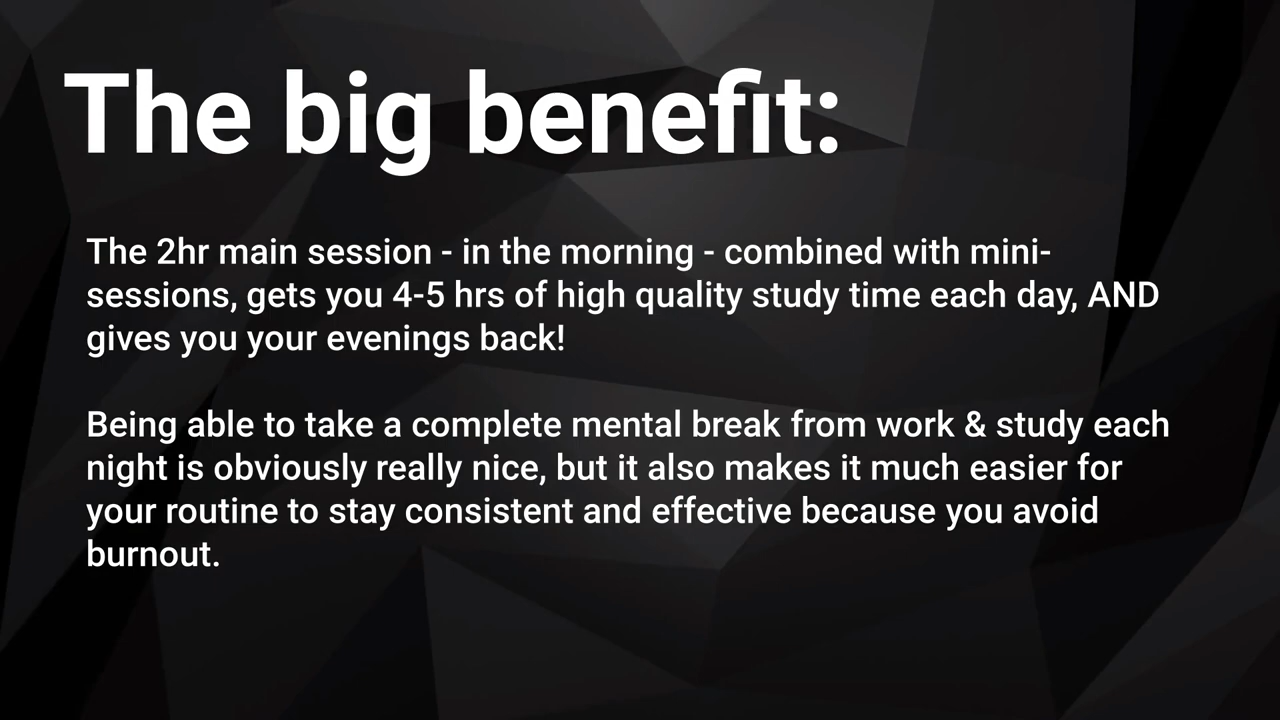 The big benefit:
The 2hr main session - in the morning - combined with mini-
sessions, gets you 4-5 hrs of high quality study time each day, AND
gives you your evenings back!
Being able to take a complete mental break from work & study each
night is obviously really nice, but it also makes it much easier for
your routine to stay consistent and effective because you avoid
burnout.